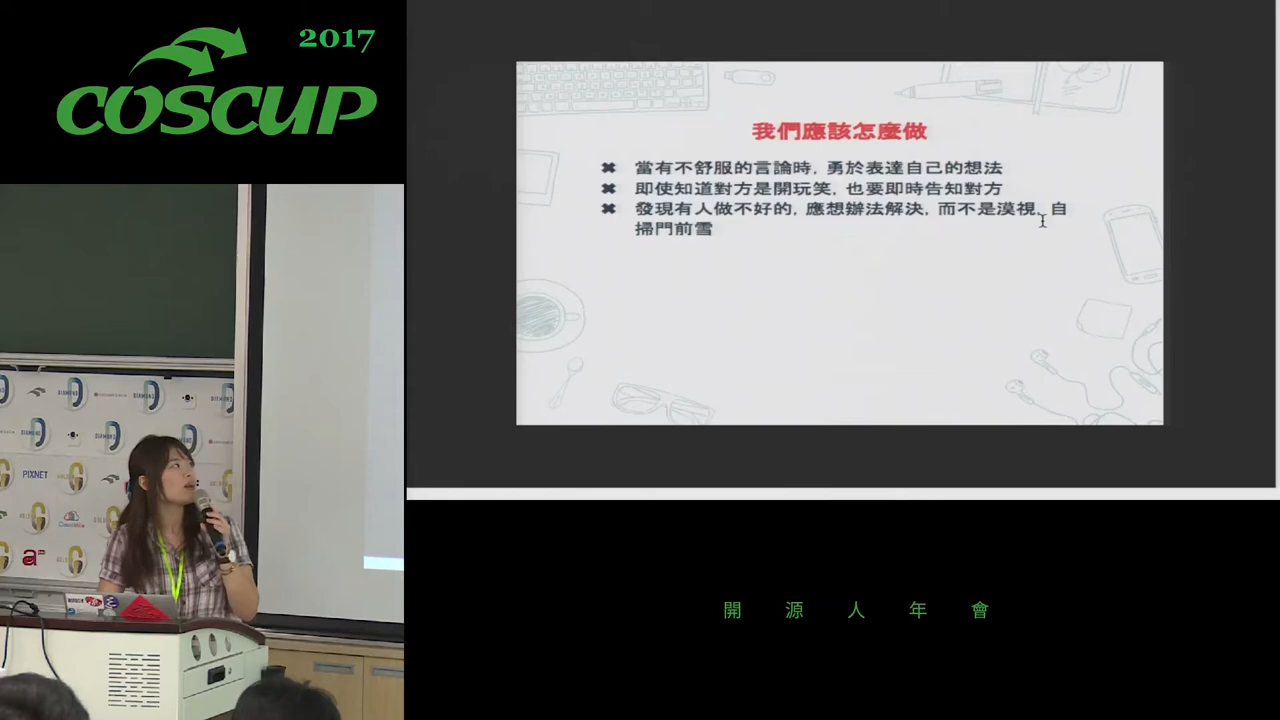 2017
COSCUP
我們應該怎麼做
✖ 當有不舒服的言論時, 勇於表達自己的想法
✖ 即使知道對方是開玩笑, 也要即時告知對方
✖ 發現有人做不好的, 應想辦法解決, 而不是漠視、自
掃門前雪
PIXNET
開源人年會